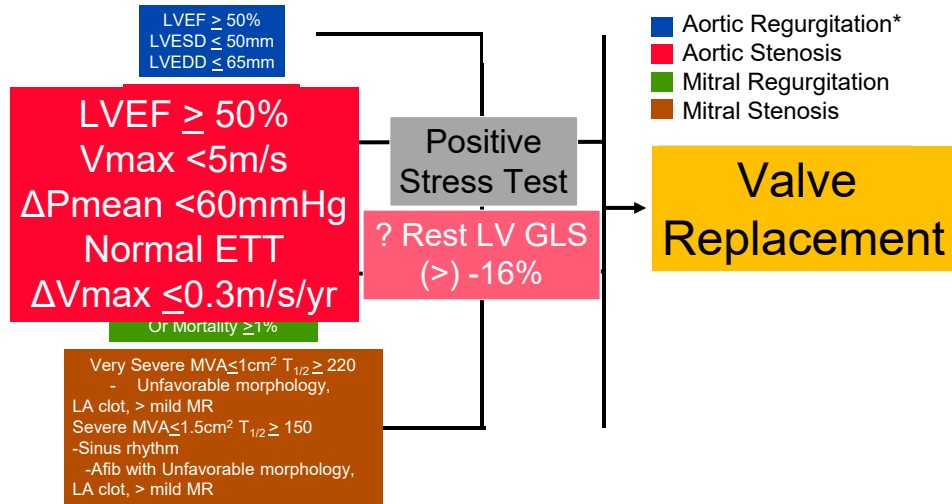 LVEF ≥ 50%
LVESD ≤ 50mm
LVEDD ≤ 65mm
LVEF ≥ 50%
Vmax <5m/s
ΔPmean <60mmHg
Normal ETT
ΔVmax ≤0.3m/s/yr
Or Mortality ≥1%
Very Severe MVA≤1cm² T1/2 ≥ 220
- Unfavorable morphology,
LA clot, > mild MR
Severe MVA≤1.5cm² T1/2 ≥ 150
-Sinus rhythm
-Afib with Unfavorable morphology,
LA clot, > mild MR
Positive
Stress Test
? Rest LV GLS
(>) -16%
Aortic Regurgitation*
Aortic Stenosis
Mitral Regurgitation
Mitral Stenosis
Valve
Replacement